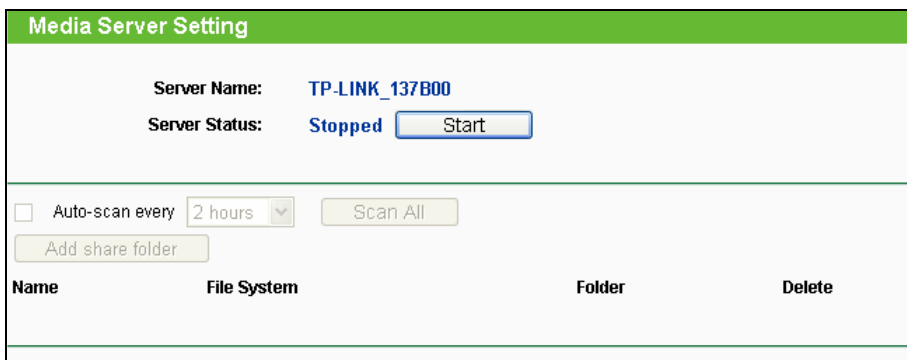 Media Server Setting
Server Name: TP-LINK_137B00
Server Status: Stopped Start
Auto-scan every 2 hours Scan All
Add share folder
Name File System Folder Delete